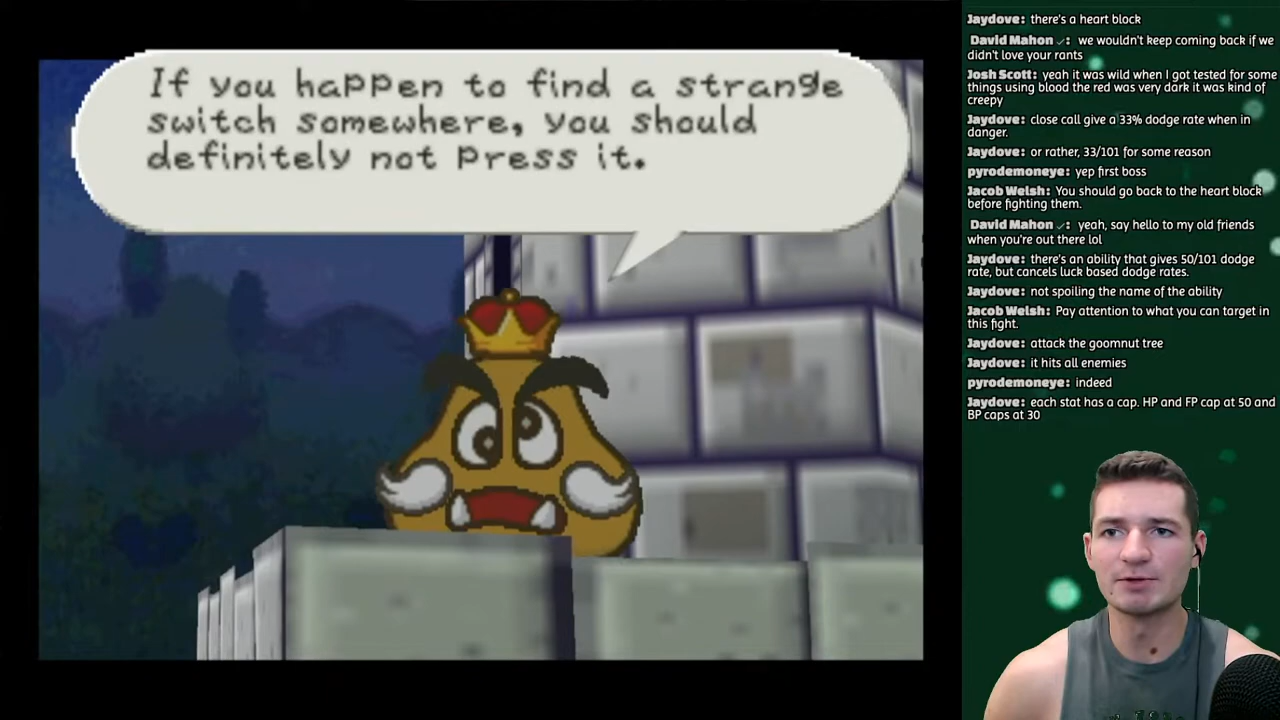 If you happen to find a strange
switch somewhere, you should
definitely not press it.
Jaydove: there's a heart block
David Mahon ✓: we wouldn't keep coming back if we
didn't love your rants
Josh Scott: yeah it was wild when I got tested for some
things using blood the red was very dark it was kind of
creepy
Jaydove: close call give a 33% dodge rate when in
danger.
Jaydove: or rather, 33/101 for some reason
pyrodemoneye: yep first boss
Jacob Welsh: You should go back to the heart block
before fighting them.
David Mahon ✓: yeah, say hello to my old friends
when you're out there lol
Jaydove: there's an ability that gives 50/101 dodge
rate, but cancels luck based dodge rates.
Jaydove: not spoiling the name of the ability
Jacob Welsh: Pay attention to what you can target in
this fight.
Jaydove: attack the goomnut tree
Jaydove: it hits all enemies
pyrodemoneye: indeed
Jaydove: each stat has a cap. HP and FP cap at 50 and
BP caps at 30